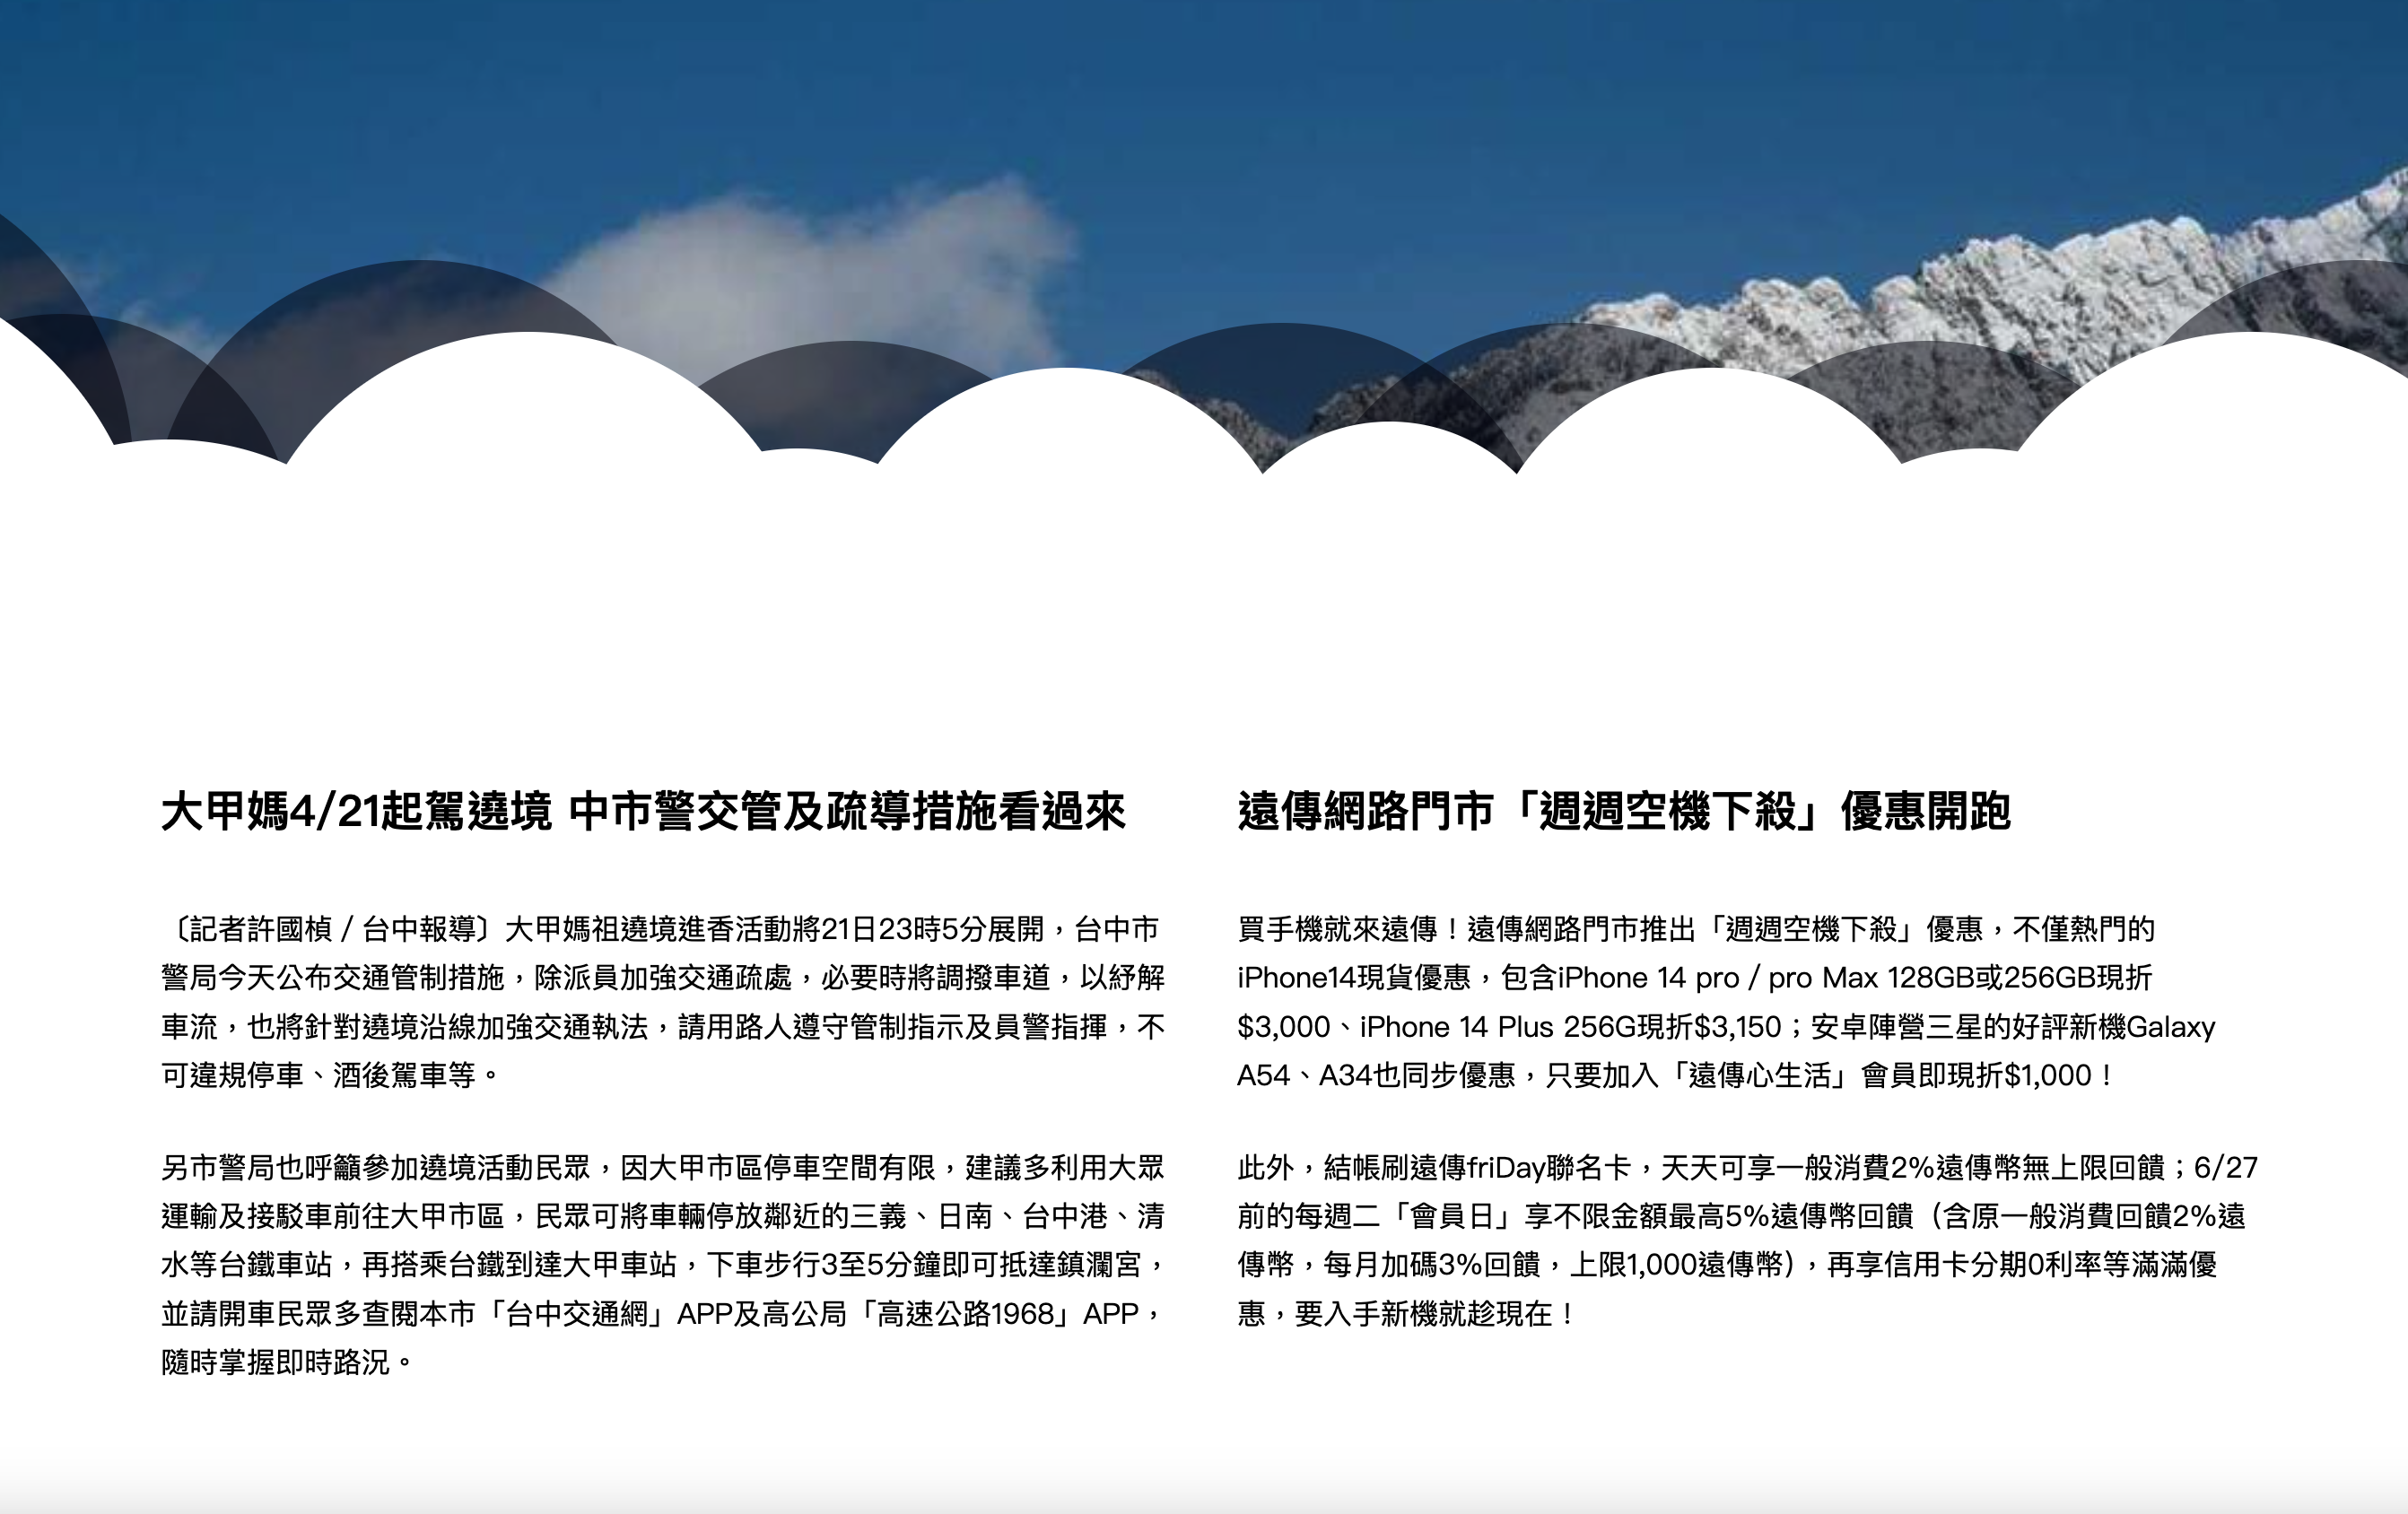 大甲媽4/21起駕遶境 中市警交管及疏導措施看過來
〔記者許國楨／台中報導〕大甲媽祖遶境進香活動將21日23時5分展開，台中市
警局今天公布交通管制措施，除派員加強交通疏處，必要時將調撥車道，以紓解
車流，也將針對遶境沿線加強交通執法，請用路人遵守管制指示及員警指揮，不
可違規停車、酒後駕車等。
另市警局也呼籲參加遶境活動民眾，因大甲市區停車空間有限，建議多利用大眾
運輸及接駁車前往大甲市區，民眾可將車輛停放鄰近的三義、日南、台中港、清
水等台鐵車站，再搭乘台鐵到達大甲車站，下車步行3至5分鐘即可抵達鎮瀾宮，
並請開車民眾多查閱本市「台中交通網」APP及高公局「高速公路1968」APP，
隨時掌握即時路況。
遠傳網路門市「週週空機下殺」優惠開跑
買手機就來遠傳！遠傳網路門市推出「週週空機下殺」優惠，不僅熱門的
iPhone14現貨優惠，包含iPhone 14 pro／pro Max 128GB或256GB現折
$3,000、iPhone 14 Plus 256G現折$3,150；安卓陣營三星的好評新機Galaxy
A54、A34也同步優惠，只要加入「遠傳心生活」會員即現折$1,000！
此外，結帳刷遠傳friDay聯名卡，天天可享一般消費2%遠傳幣無上限回饋；6/27
前的每週二「會員日」享不限金額最高5%遠傳幣回饋（含原一般消費回饋2%遠
傳幣，每月加碼3%回饋，上限1,000遠傳幣），再享信用卡分期0利率等滿滿優
惠，要入手新機就趁現在！